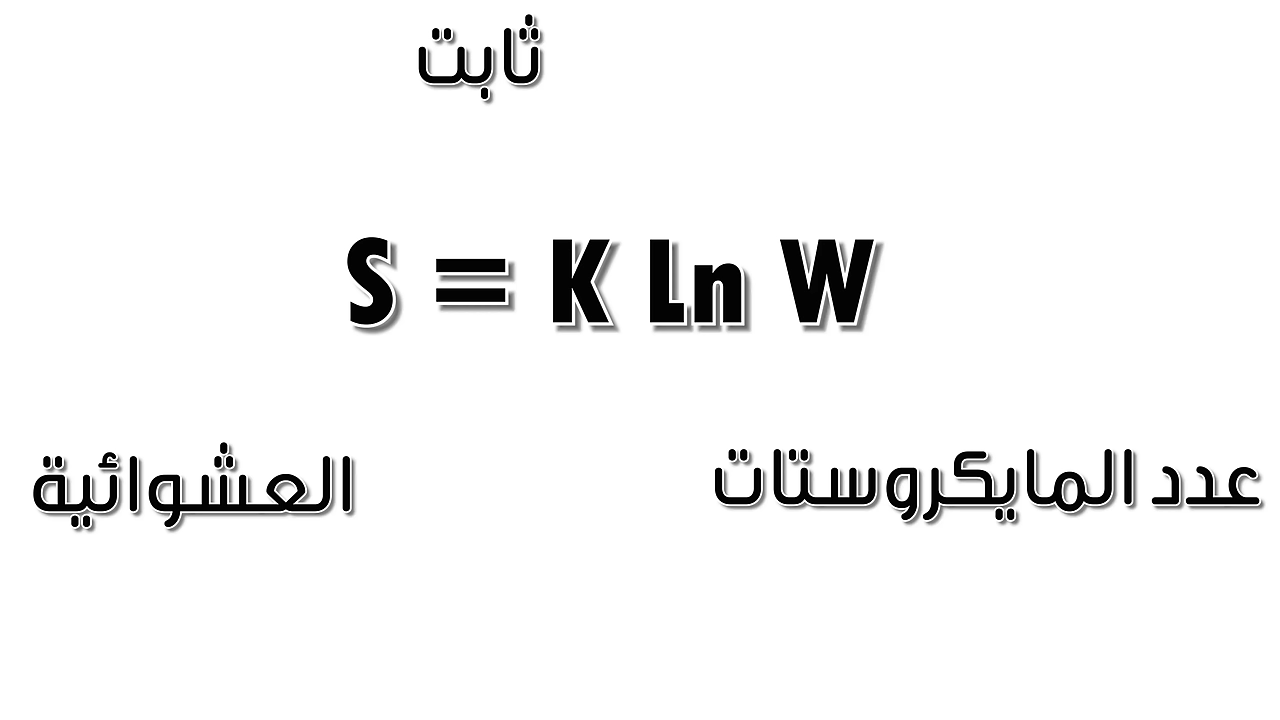 ثابت
S = K Ln W
العشوائية
عدد المايكروستات